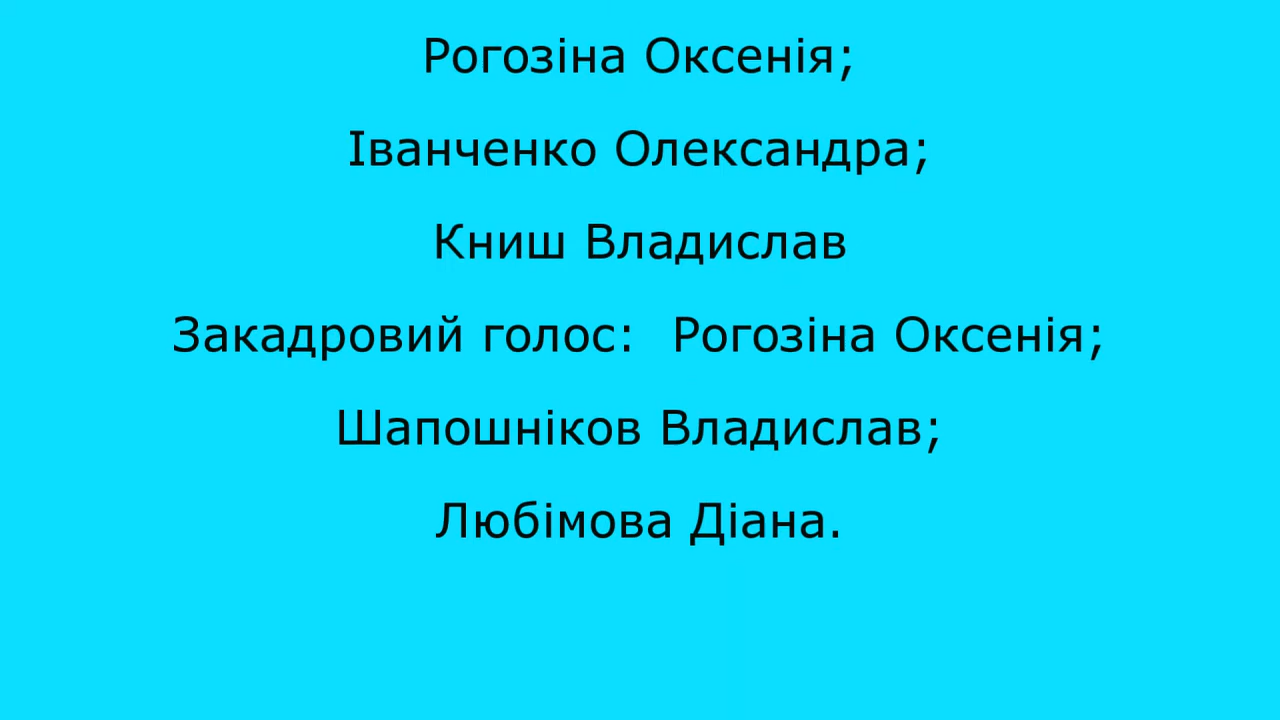 Рогозіна Оксенія;
Іванченко Олександра;
Книш Владислав
Закадровий голос:  Рогозіна Оксенія;
Шапошніков Владислав;
Любімова Діана.